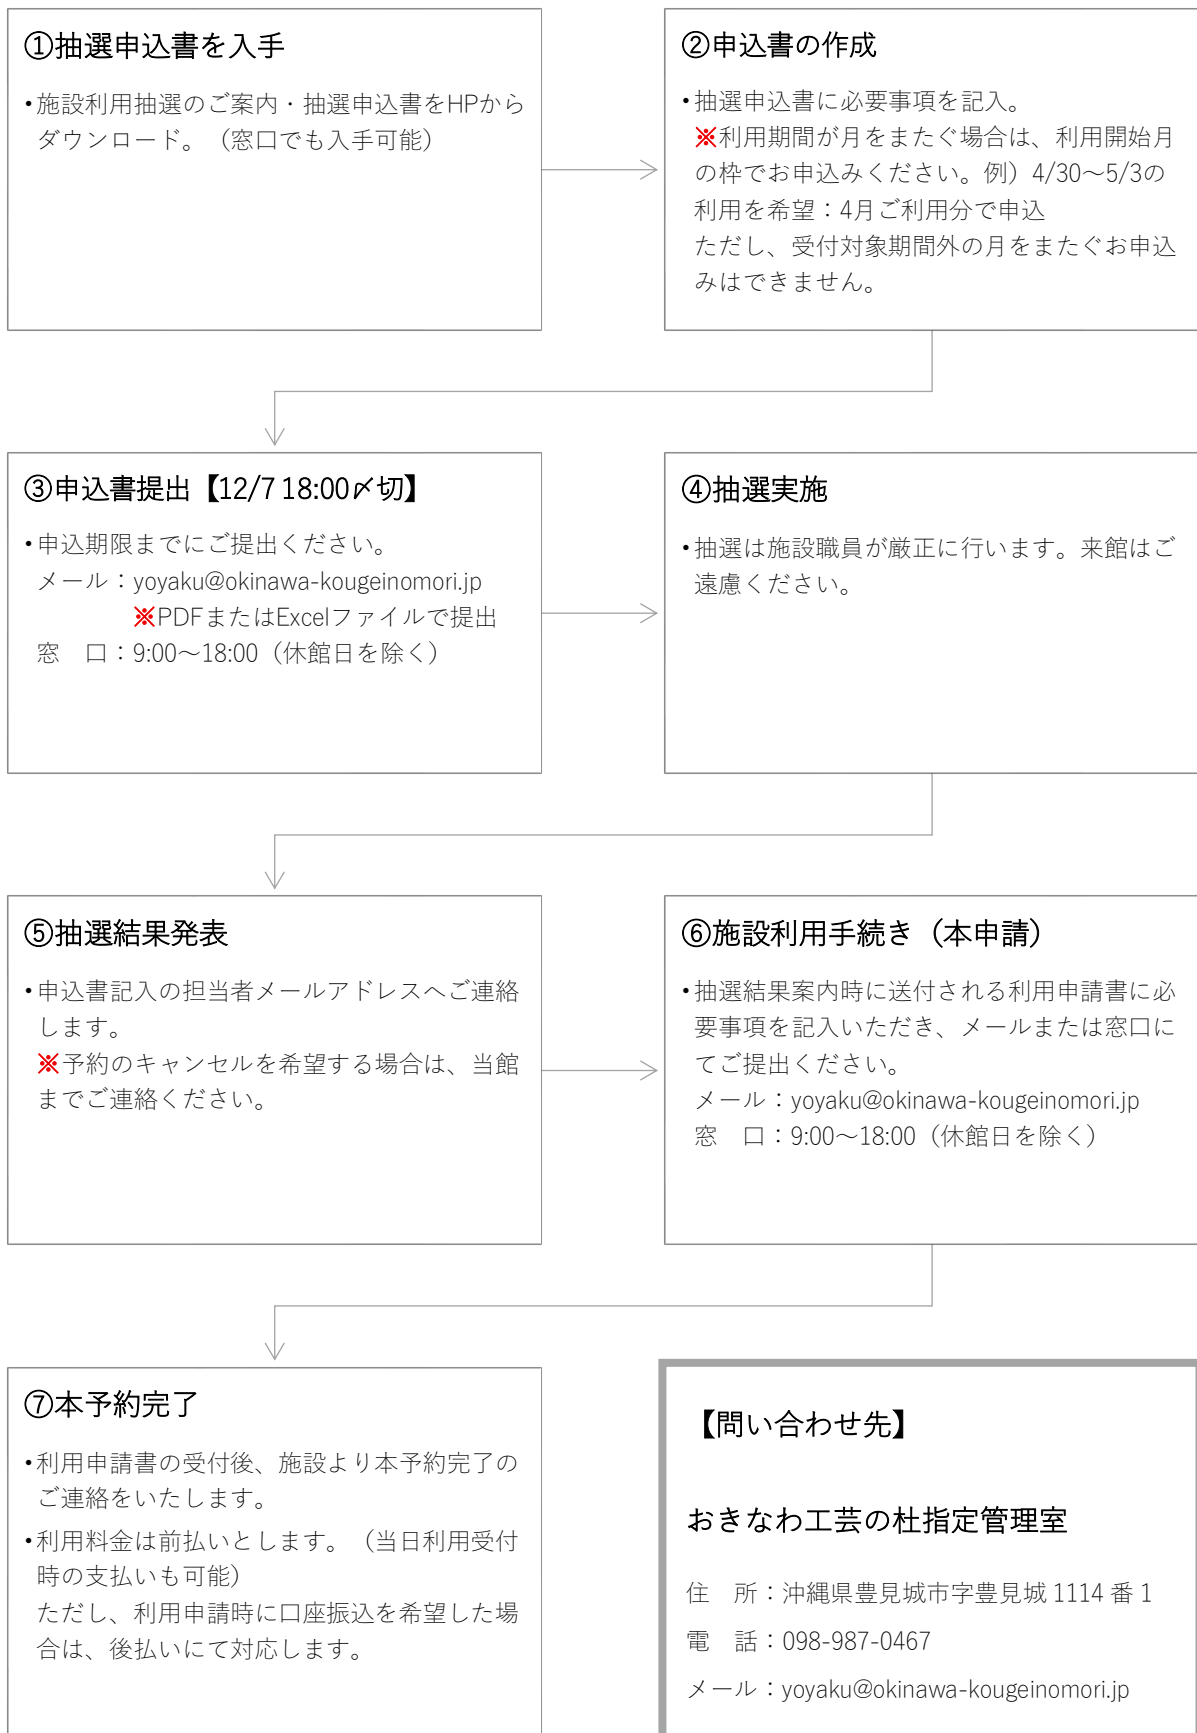 ①抽選申込書を入手
•施設利用抽選のご案内・抽選申込書をHPから
ダウンロード。（窓口でも入手可能）
②申込書の作成
•抽選申込書に必要事項を記入。
※利用期間が月をまたぐ場合は、利用開始月
の枠でお申込みください。例）4/30～5/3の
利用を希望：4月ご利用分で申込
ただし、受付対象期間外の月をまたぐお申込
みはできません。
③申込書提出【12/7 18:00〆切】
•申込期限までにご提出ください。
メール：yoyaku@okinawa-kougeinomori.jp
※PDFまたはExcelファイルで提出
窓　口：9:00～18:00（休館日を除く）
④抽選実施
•抽選は施設職員が厳正に行います。来館はご
遠慮ください。
⑤抽選結果発表
•申込書記入の担当者メールアドレスへご連絡
します。
※予約のキャンセルを希望する場合は、当館
までご連絡ください。
⑥施設利用手続き（本申請）
•抽選結果案内時に送付される利用申請書に必
要事項を記入いただき、メールまたは窓口に
てご提出ください。
メール：yoyaku@okinawa-kougeinomori.jp
窓　口：9:00～18:00（休館日を除く）
⑦本予約完了
•利用申請書の受付後、施設より本予約完了の
ご連絡をいたします。
•利用料金は前払いとします。（当日利用受付
時の支払いも可能）
ただし、利用申請時に口座振込を希望した場
合は、後払いにて対応します。
【問い合わせ先】
おきなわ工芸の杜指定管理室
住　所：沖縄県豊見城市字豊見城 1114 番 1
電　話：098-987-0467
メール：yoyaku@okinawa-kougeinomori.jp